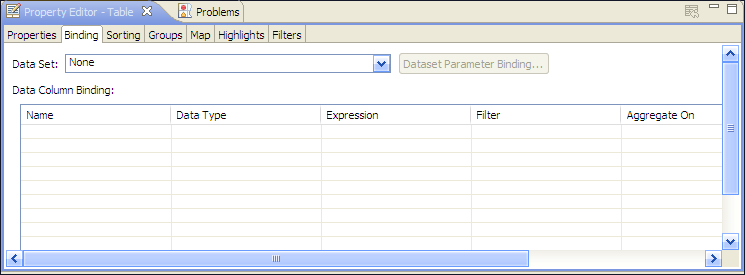 Property Editor - Table Problems
Properties Binding Sorting Groups Map Highlights Filters
Data Set: None Dataset Parameter Binding...
Data Column Binding:
Name Data Type Expression Filter Aggregate On